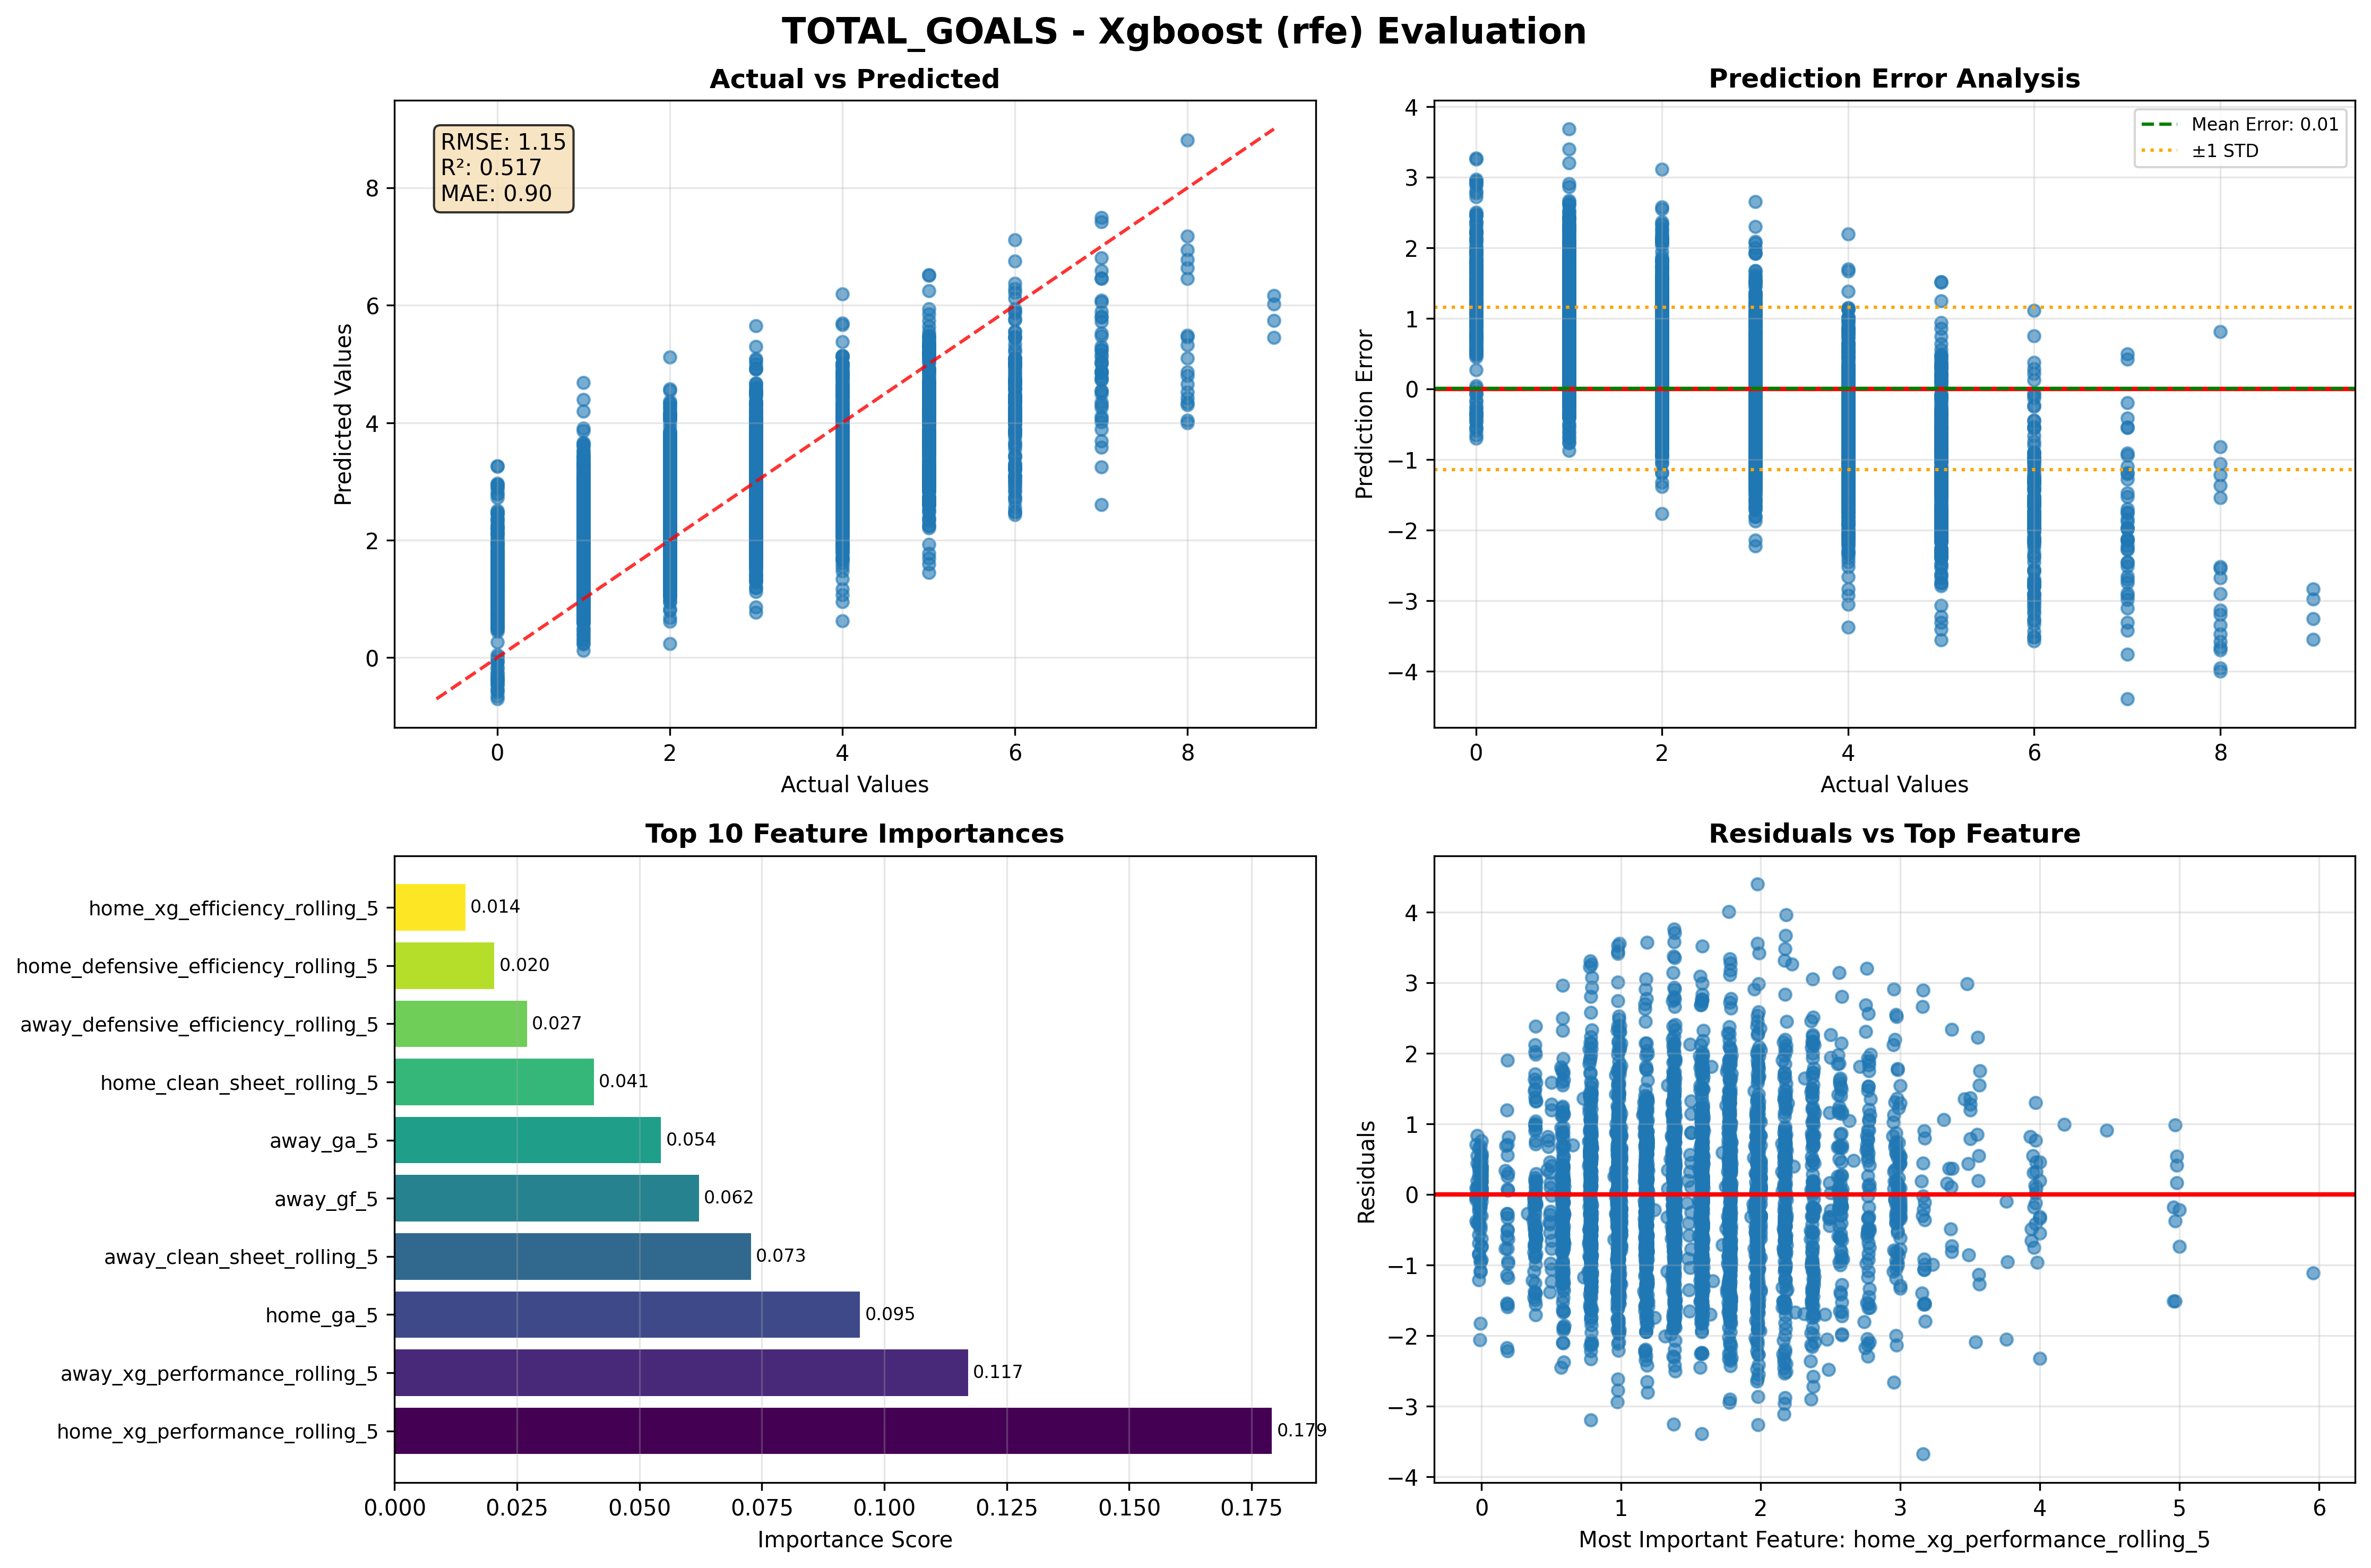 TOTAL_GOALS - Xgboost (rfe) Evaluation
Actual vs Predicted
RMSE: 1.15
R²: 0.517
MAE: 0.90
Predicted Values
8
6
4
2
0
0 2 4 6 8
Actual Values
Prediction Error Analysis
Mean Error: 0.01
±1 STD
Prediction Error
4
3
2
1
0
−1
−2
−3
−4
0 2 4 6 8
Actual Values
Top 10 Feature Importances
home_xg_efficiency_rolling_5 0.014
home_defensive_efficiency_rolling_5 0.020
away_defensive_efficiency_rolling_5 0.027
home_clean_sheet_rolling_5 0.041
away_ga_5 0.054
away_gf_5 0.062
away_clean_sheet_rolling_5 0.073
home_ga_5 0.095
away_xg_performance_rolling_5 0.117
home_xg_performance_rolling_5 0.179
0.000 0.025 0.050 0.075 0.100 0.125 0.150 0.175
Importance Score
Residuals vs Top Feature
Residuals
4
3
2
1
0
−1
−2
−3
−4
0 1 2 3 4 5 6
Most Important Feature: home_xg_performance_rolling_5